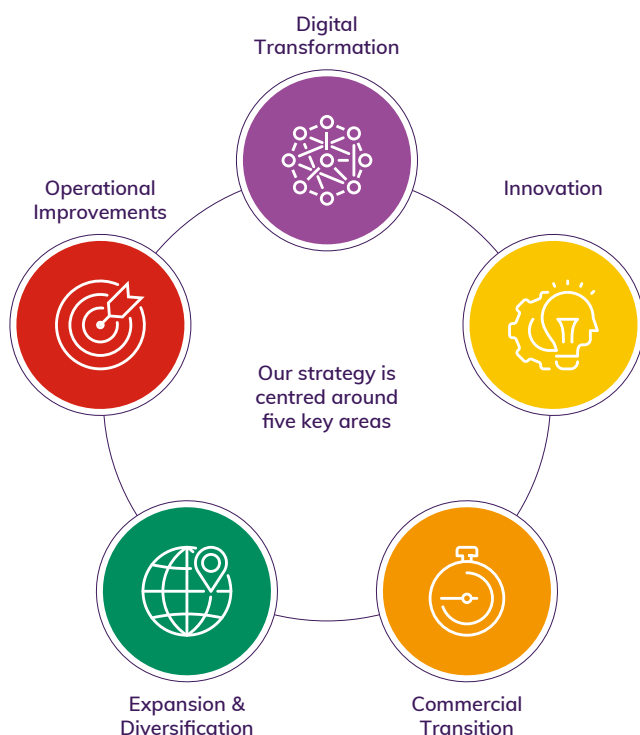 Digital
Transformation
Operational
Improvements
Innovation
Our strategy is
centred around
five key areas
Expansion &
Diversification
Commercial
Transition